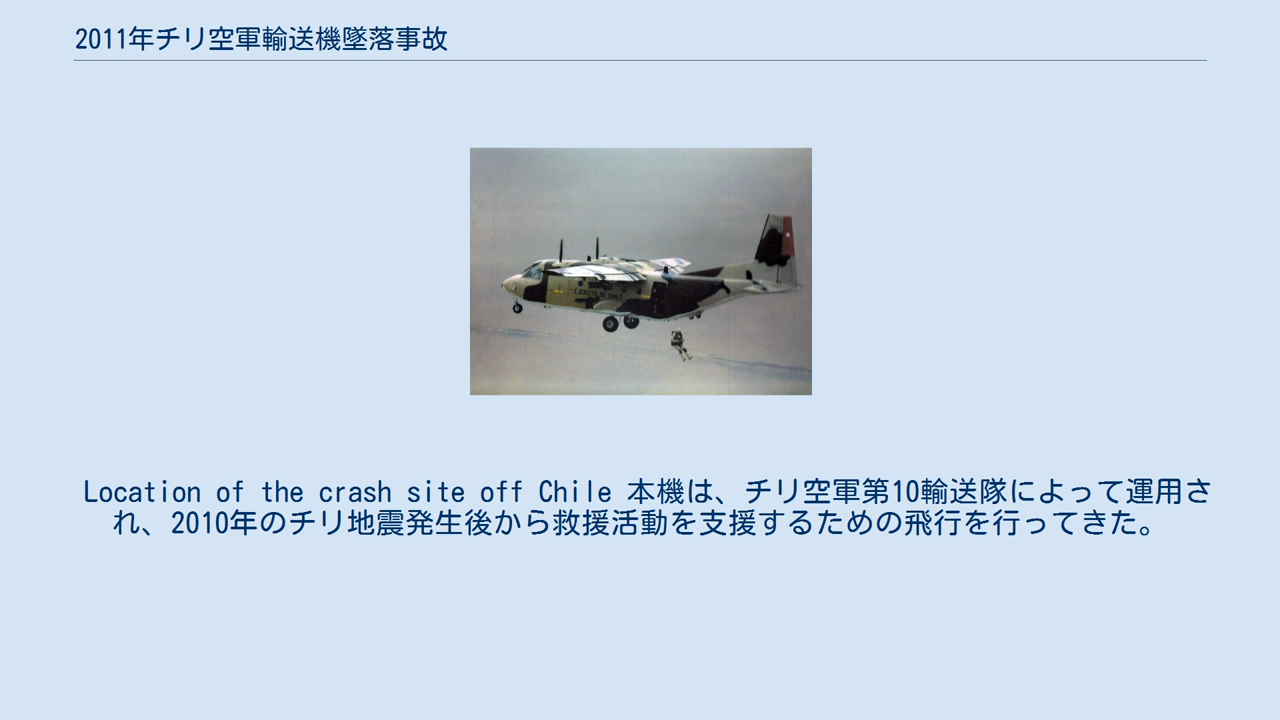 2011年チリ空軍輸送機墜落事故
Location of the crash site off Chile 本機は、チリ空軍第10輸送隊によって運用さ
れ、2010年のチリ地震発生後から救援活動を支援するための飛行を行ってきた。